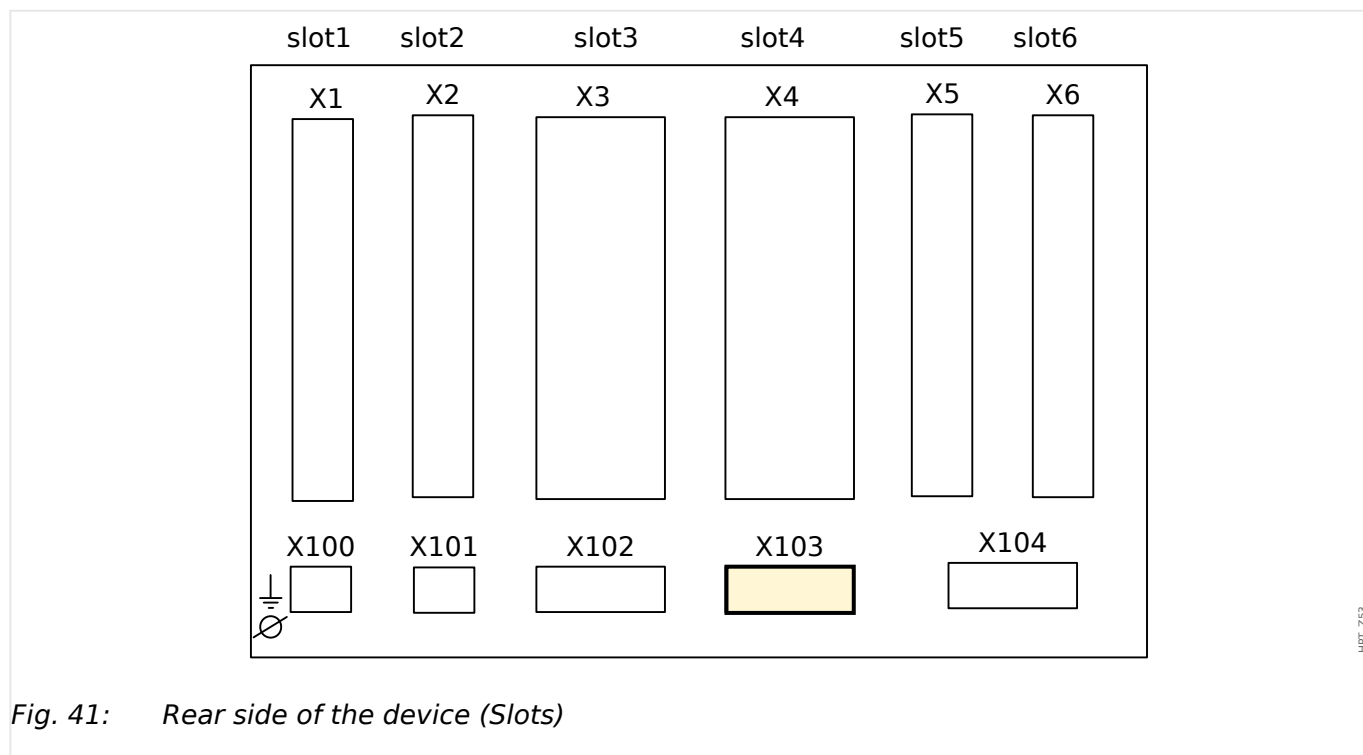 slot1 slot2 slot3 slot4 slot5 slot6
X1 X2 X3 X4 X5 X6
X100 X101 X102 X103 X104
Fig. 41: Rear side of the device (Slots)